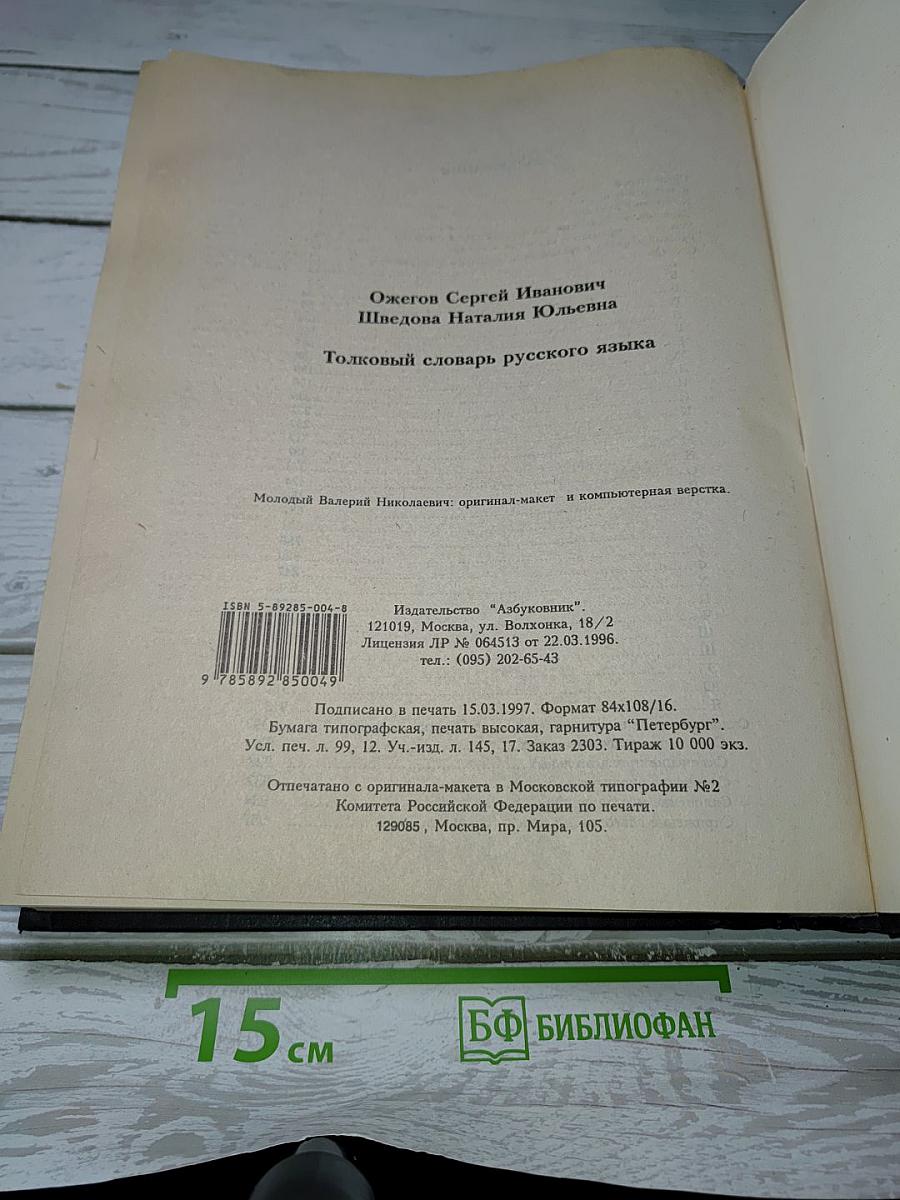 Ожегов Сергей Иванович
Шведова Наталия Юльевна
Толковый словарь русского языка
Молодый Валерий Николаевич: оригинал-макет и компьютерная верстка.
ISBN 5-89285-004-8
9 785892 850049
Издательство "Азбуковник".
121019, Москва, ул. Волхонка, 18/2
Лицензия ЛР № 064513 от 22.03.1996.
тел.: (095) 202-65-43
Подписано в печать 15.03.1997. Формат 84x108/16.
Бумага типографская, печать высокая, гарнитура "Петербург".
Усл. печ. л. 99, 12. Уч.-изд. л. 145, 17. Заказ 2303. Тираж 10 000 экз.
Отпечатано с оригинала-макета в Московской типографии №2
Комитета Российской Федерации по печати.
129085, Москва, пр. Мира, 105.
15 см
БФ БИБЛИОФАН